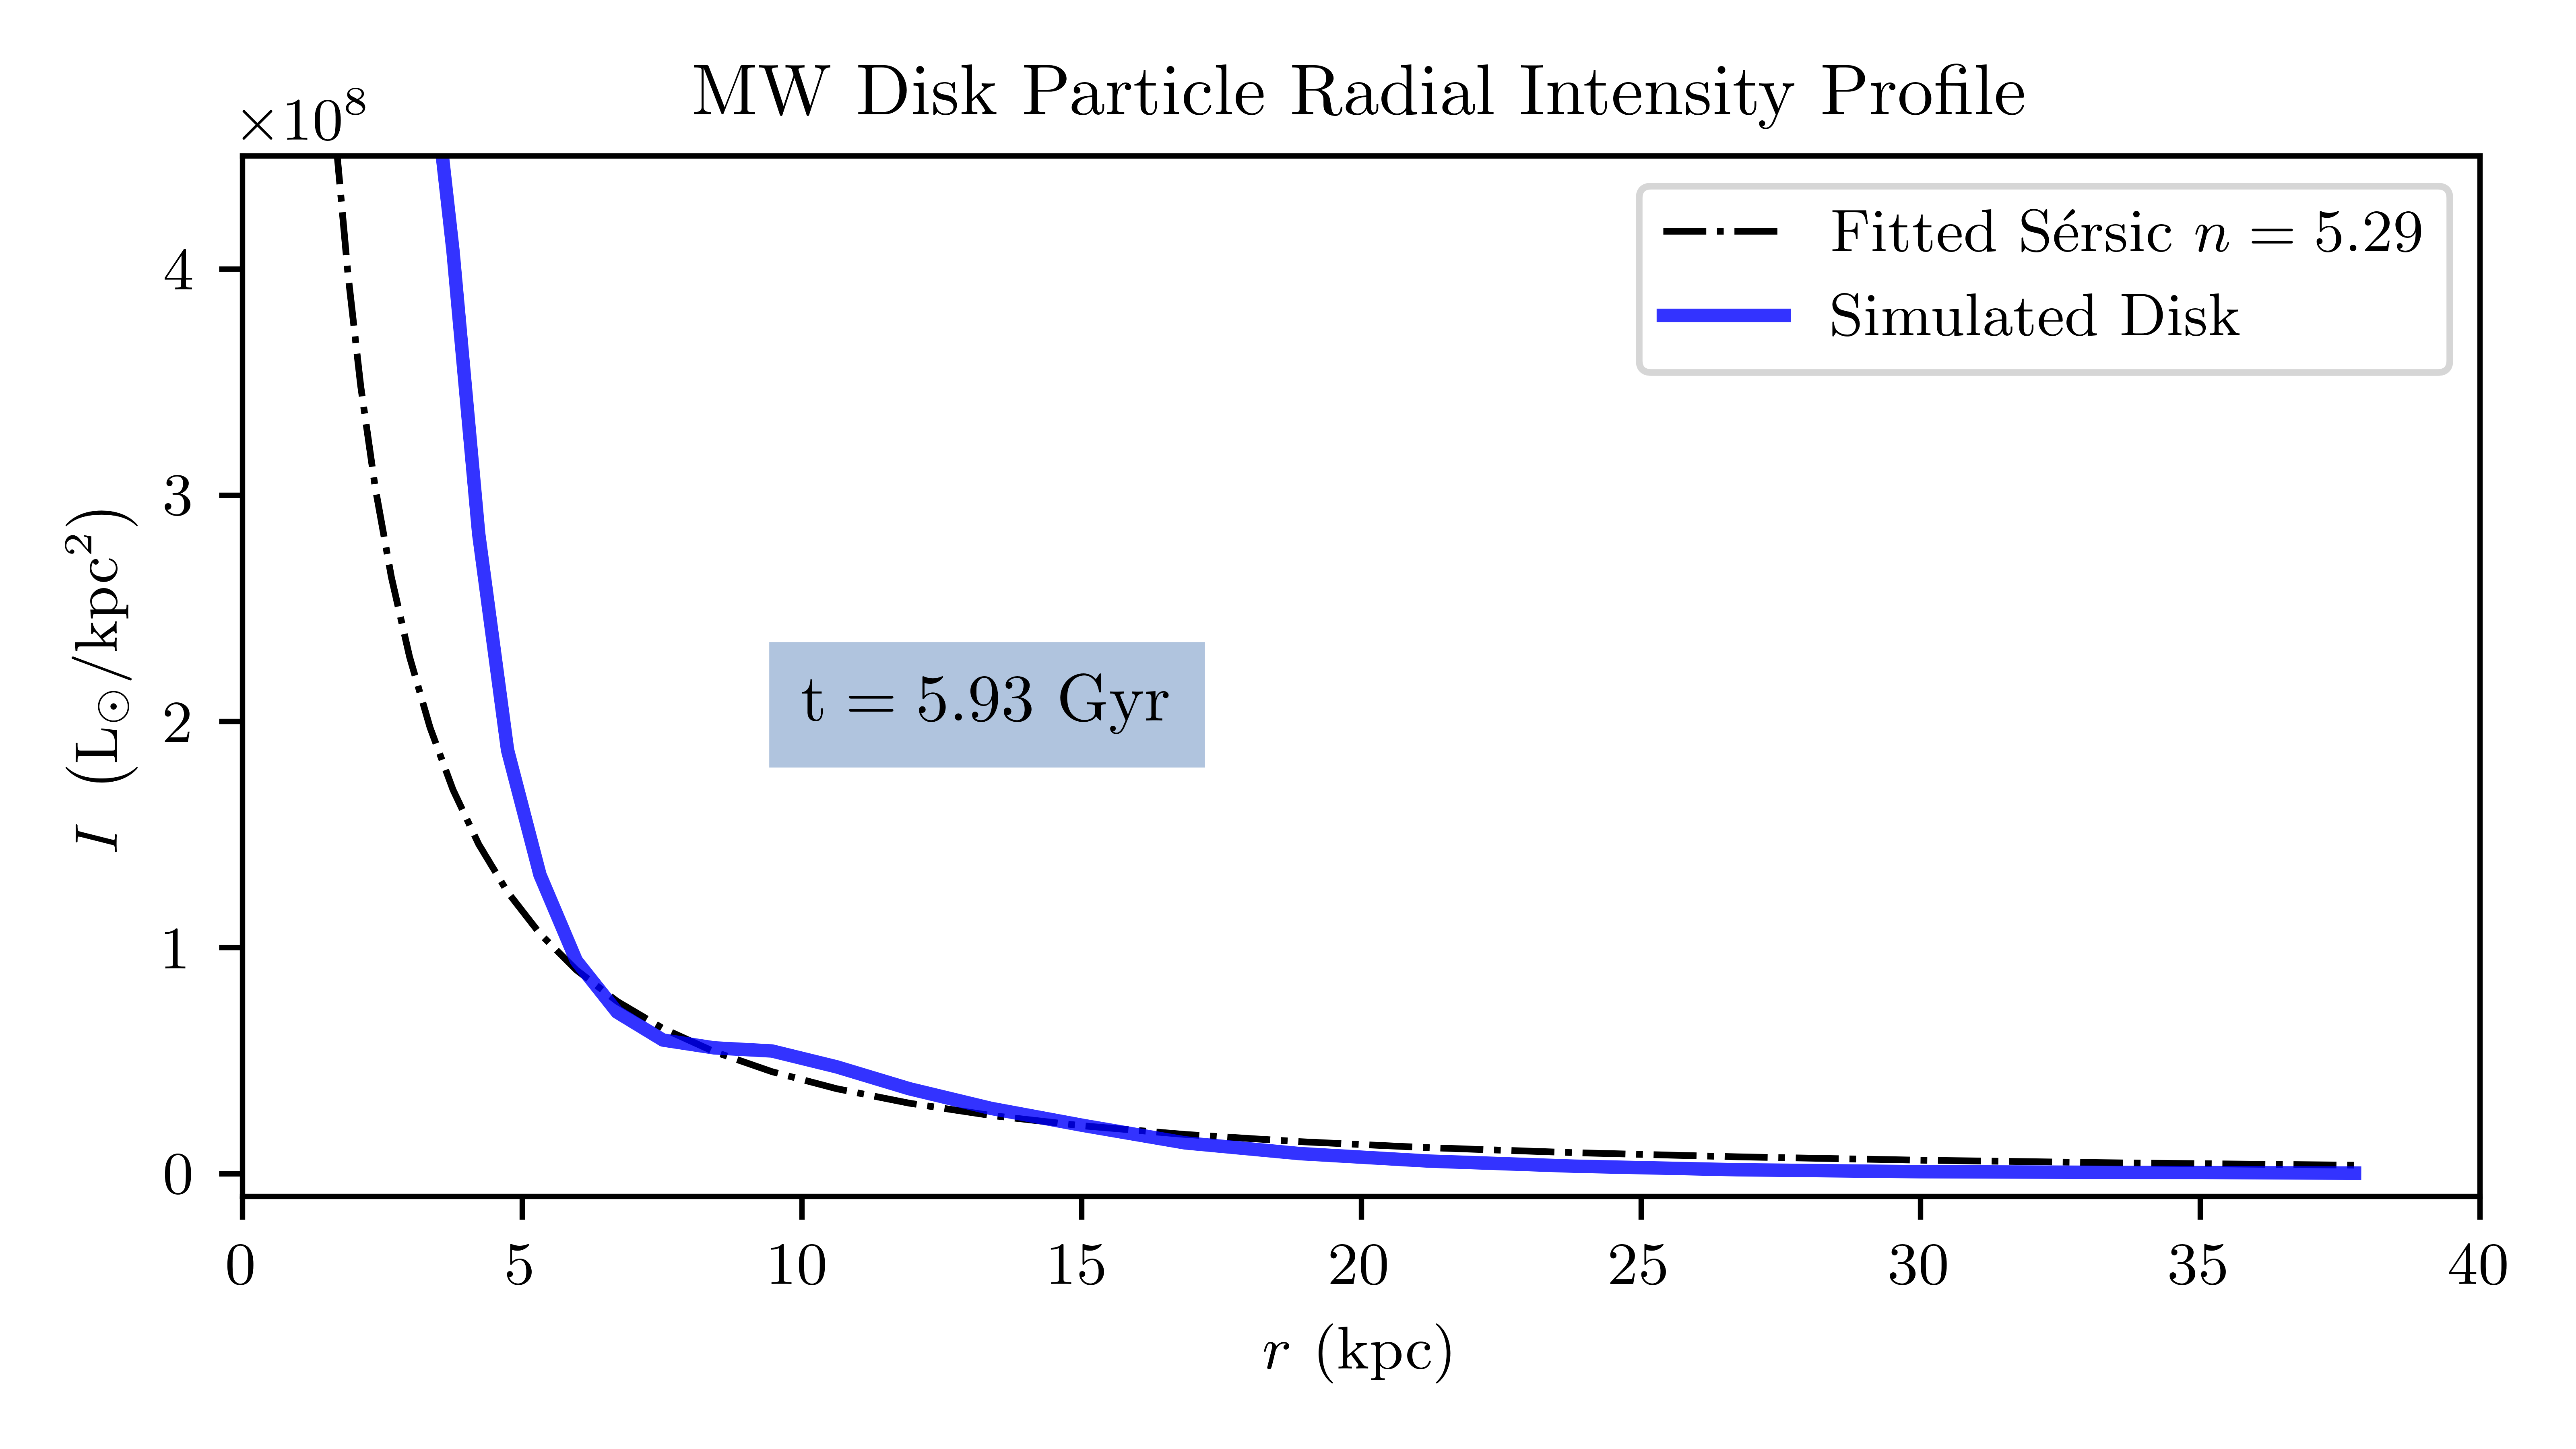 MW Disk Particle Radial Intensity Profile
×10⁸
Fitted Sérsic n = 5.29
Simulated Disk
t = 5.93 Gyr
I (L☉/kpc²)
4
3
2
1
0
0 5 10 15 20 25 30 35 40
r (kpc)